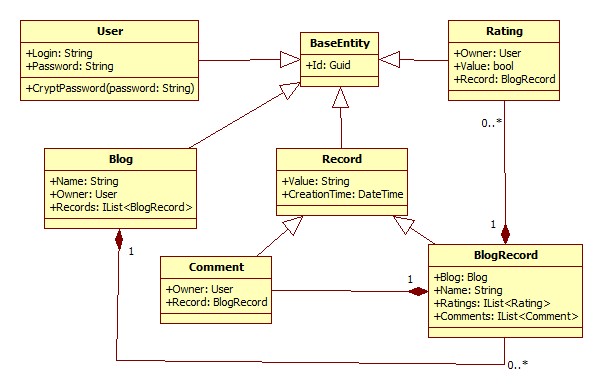 User
+Login: String
+Password: String
+CryptPassword(password: String)
BaseEntity
+Id: Guid
Rating
+Owner: User
+Value: bool
+Record: BlogRecord
0..*
Blog
+Name: String
+Owner: User
+Records: IList<BlogRecord>
Record
+Value: String
+CreationTime: DateTime
1
1
Comment
+Owner: User
+Record: BlogRecord
1
BlogRecord
+Blog: Blog
+Name: String
+Ratings: IList<Rating>
+Comments: IList<Comment>
0..*